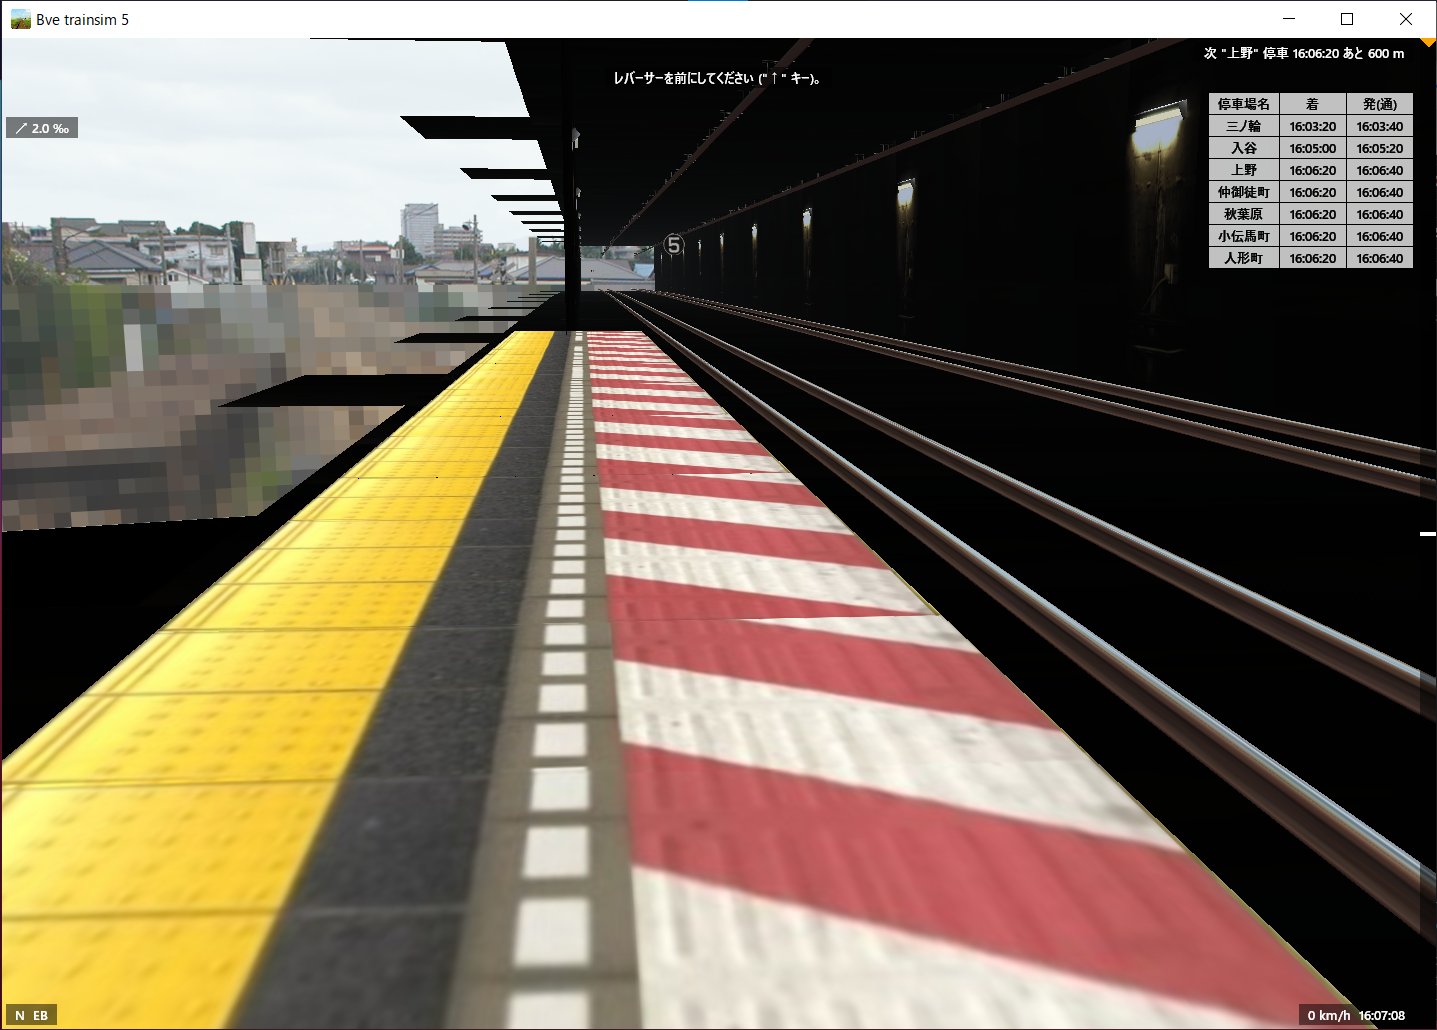 Bve trainsim 5
次 "上野" 停車 16:06:20 あと 600 m
レバーサーを前にしてください ("↑" キー)。
2.0 ‰
停車場名 着 発(通)
三ノ輪 16:03:20 16:03:40
入谷 16:05:00 16:05:20
上野 16:06:20 16:06:40
仲御徒町 16:06:20 16:06:40
秋葉原 16:06:20 16:06:40
小伝馬町 16:06:20 16:06:40
人形町 16:06:20 16:06:40
5
N EB
0 km/h 16:07:08